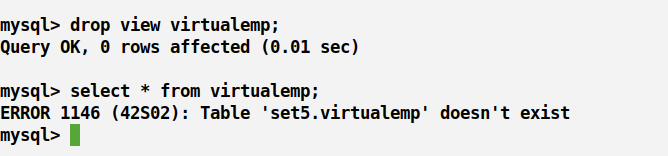 mysql> drop view virtualemp;
Query OK, 0 rows affected (0.01 sec)
mysql> select * from virtualemp;
ERROR 1146 (42S02): Table 'set5.virtualemp' doesn't exist
mysql>